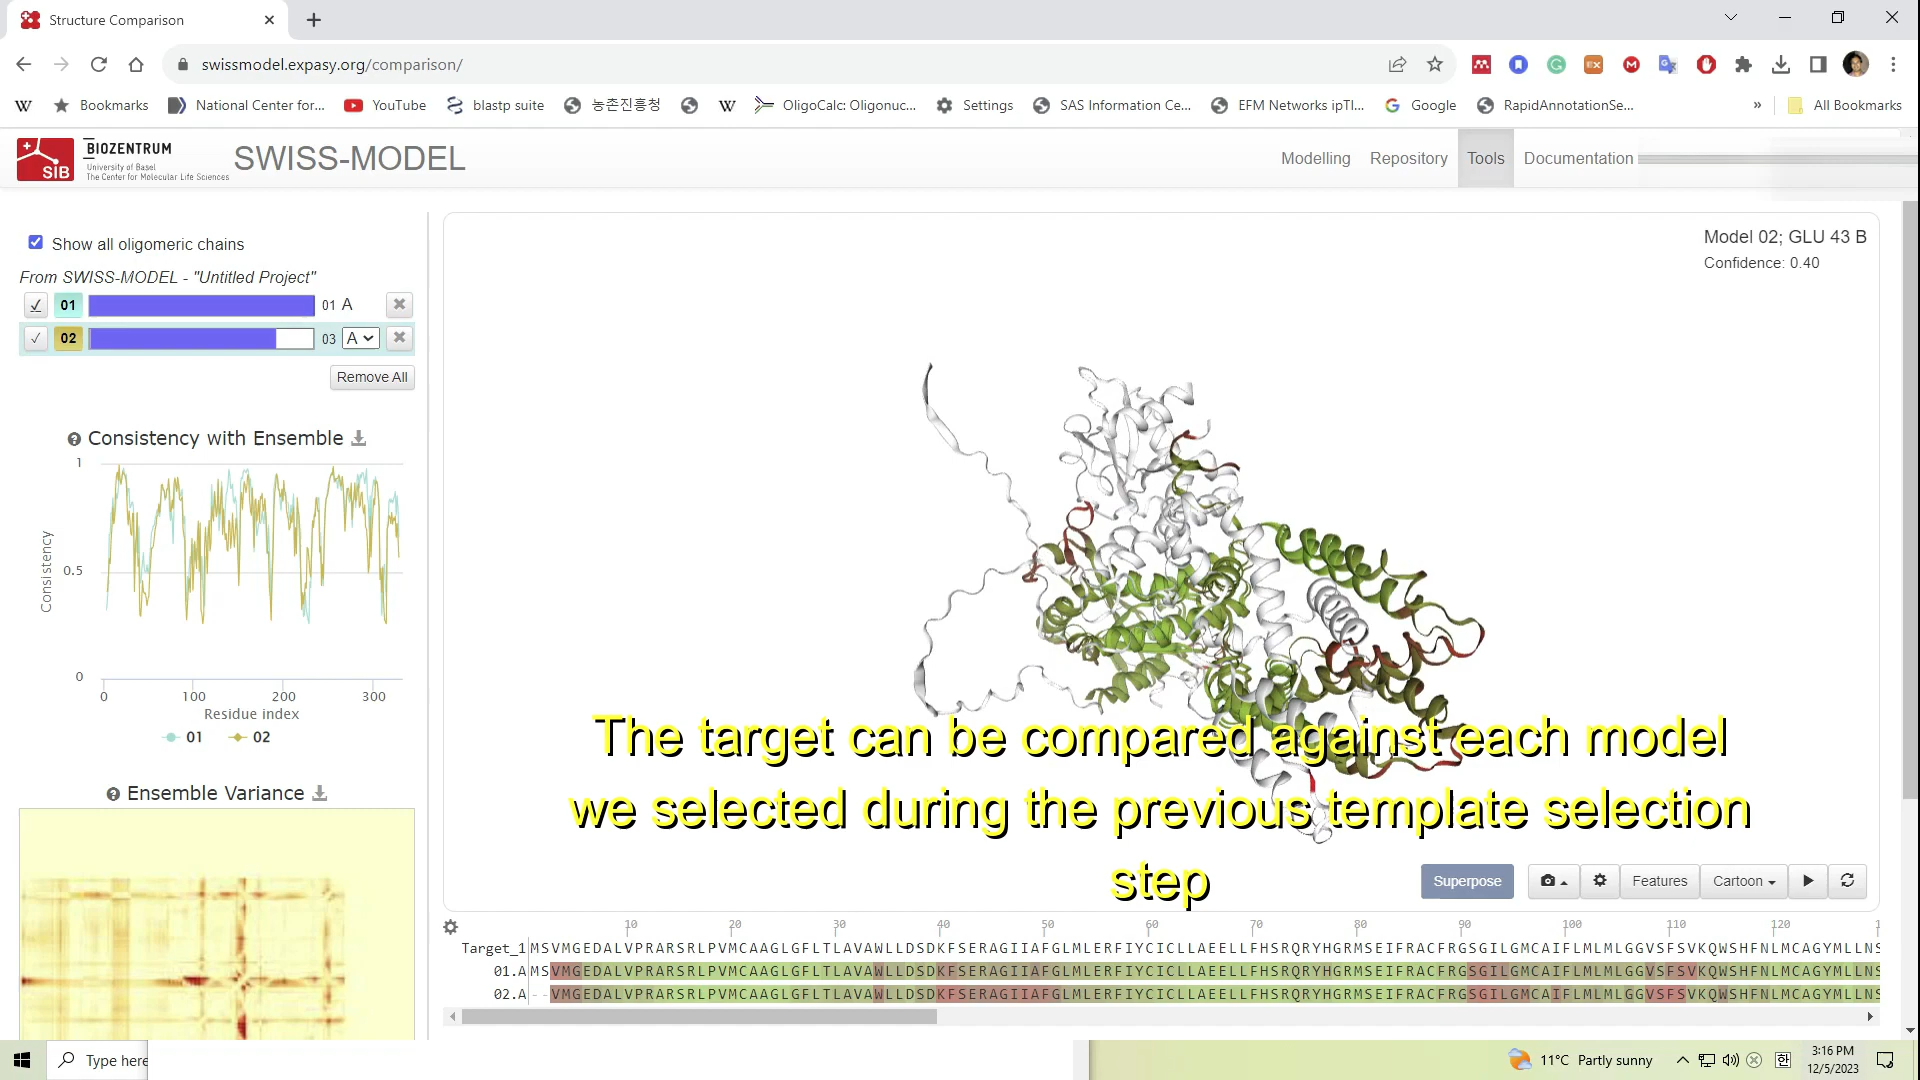 Structure Comparison
swissmodel.expasy.org/comparison/
Bookmarks
National Center for...
YouTube
blastp suite
농촌진흥청
OligoCalc: Oligonuc...
Settings
SAS Information Ce...
EFM Networks ipTI...
Google
RapidAnnotationSe...
»
All Bookmarks
SIB
BIOZENTRUM
University of Basel
The Center for Molecular Life Sciences
SWISS-MODEL
Modelling
Repository
Tools
Documentation
Show all oligomeric chains
From SWISS-MODEL - "Untitled Project"
01 01 A
02 03 A
Remove All
Model 02; GLU 43 B
Confidence: 0.40
Consistency with Ensemble
1
0.5
0
Consistency
0 100 200 300
Residue index
01 02
Ensemble Variance
The target can be compared against each model
we selected during the previous template selection
step
Superpose
Features
Cartoon
10 20 30 40 50 60 70 80 90 100 110 120 1
Target_1 MSVMGEDALVPRARSRLPVMCAAGLGFLTLAVAWLLDSDKFSERAGIIAFGLMLERFIYCICLLAEELLFHSRQRYHGRMSEIFRACFRGSGILGMCAIFLMLMLGGVSFSVKQWSHFNLMCAGYMLLNS
01.A MSVMGEDALVPRARSRLPVMCAAGLGFLTLAVAWLLDSDKFSERAGIIAFGLMLERFIYCICLLAEELLFHSRQRYHGRMSEIFRACFRGSGILGMCAIFLMLMLGGVSFSVKQWSHFNLMCAGYMLLNS
02.A --VMGEDALVPRARSRLPVMCAAGLGFLTLAVAWLLDSDKFSERAGIIAFGLMLERFIYCICLLAEELLFHSRQRYHGRMSEIFRACFRGSGILGMCAIFLMLMLGGVSFSVKQWSHFNLMCAGYMLLNS
Type here
11°C Partly sunny
한
3:16 PM
12/5/2023